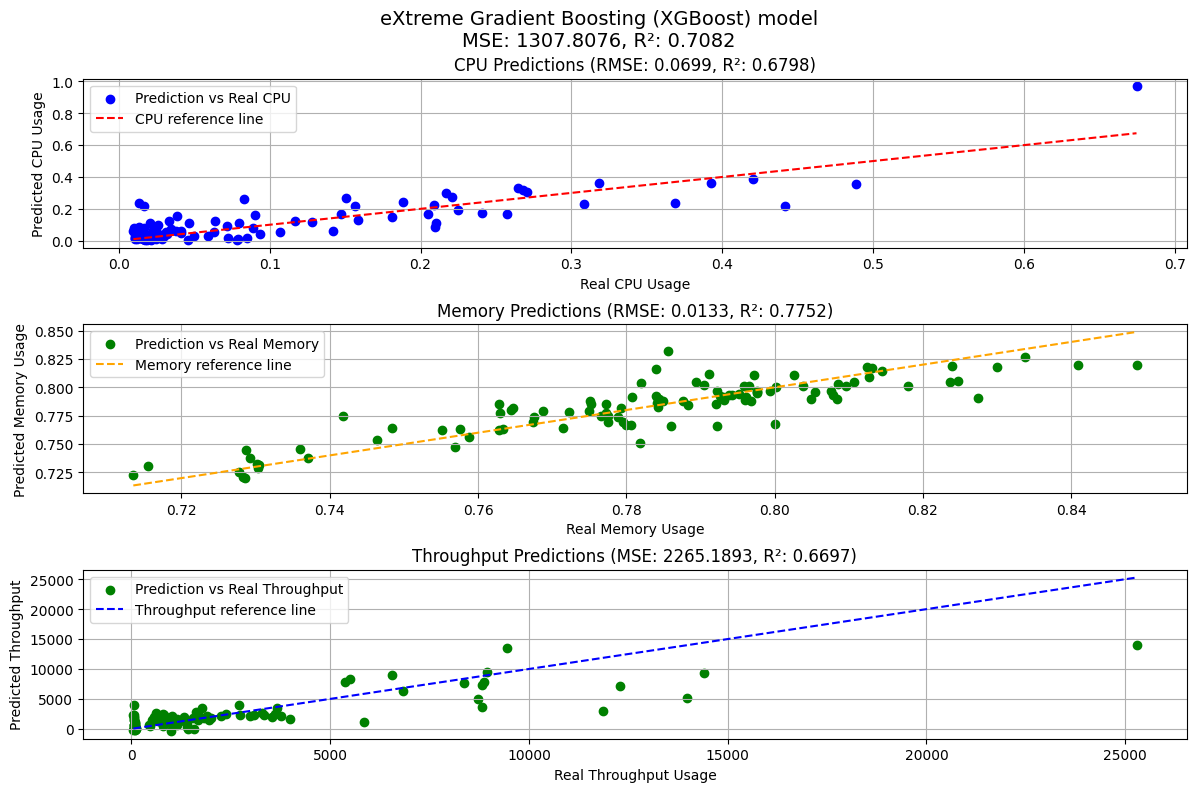 eXtreme Gradient Boosting (XGBoost) model
MSE: 1307.8076, R²: 0.7082
CPU Predictions (RMSE: 0.0699, R²: 0.6798)
Predicted CPU Usage
1.0
0.8
0.6
0.4
0.2
0.0
Prediction vs Real CPU
CPU reference line
0.0 0.1 0.2 0.3 0.4 0.5 0.6 0.7
Real CPU Usage
Memory Predictions (RMSE: 0.0133, R²: 0.7752)
Predicted Memory Usage
0.850
0.825
0.800
0.775
0.750
0.725
Prediction vs Real Memory
Memory reference line
0.72 0.74 0.76 0.78 0.80 0.82 0.84
Real Memory Usage
Throughput Predictions (MSE: 2265.1893, R²: 0.6697)
Predicted Throughput
25000
20000
15000
10000
5000
0
Prediction vs Real Throughput
Throughput reference line
0 5000 10000 15000 20000 25000
Real Throughput Usage